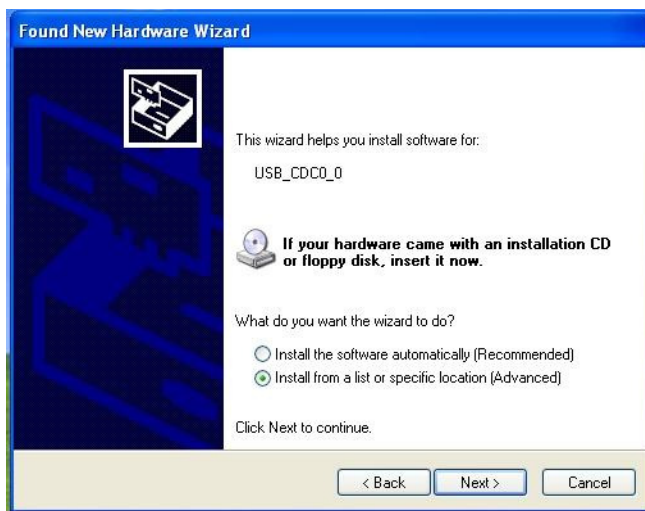 Found New Hardware Wizard
This wizard helps you install software for:
USB_CDC0_0
If your hardware came with an installation CD
or floppy disk, insert it now.
What do you want the wizard to do?
Install the software automatically (Recommended)
Install from a list or specific location (Advanced)
Click Next to continue.
< Back Next > Cancel